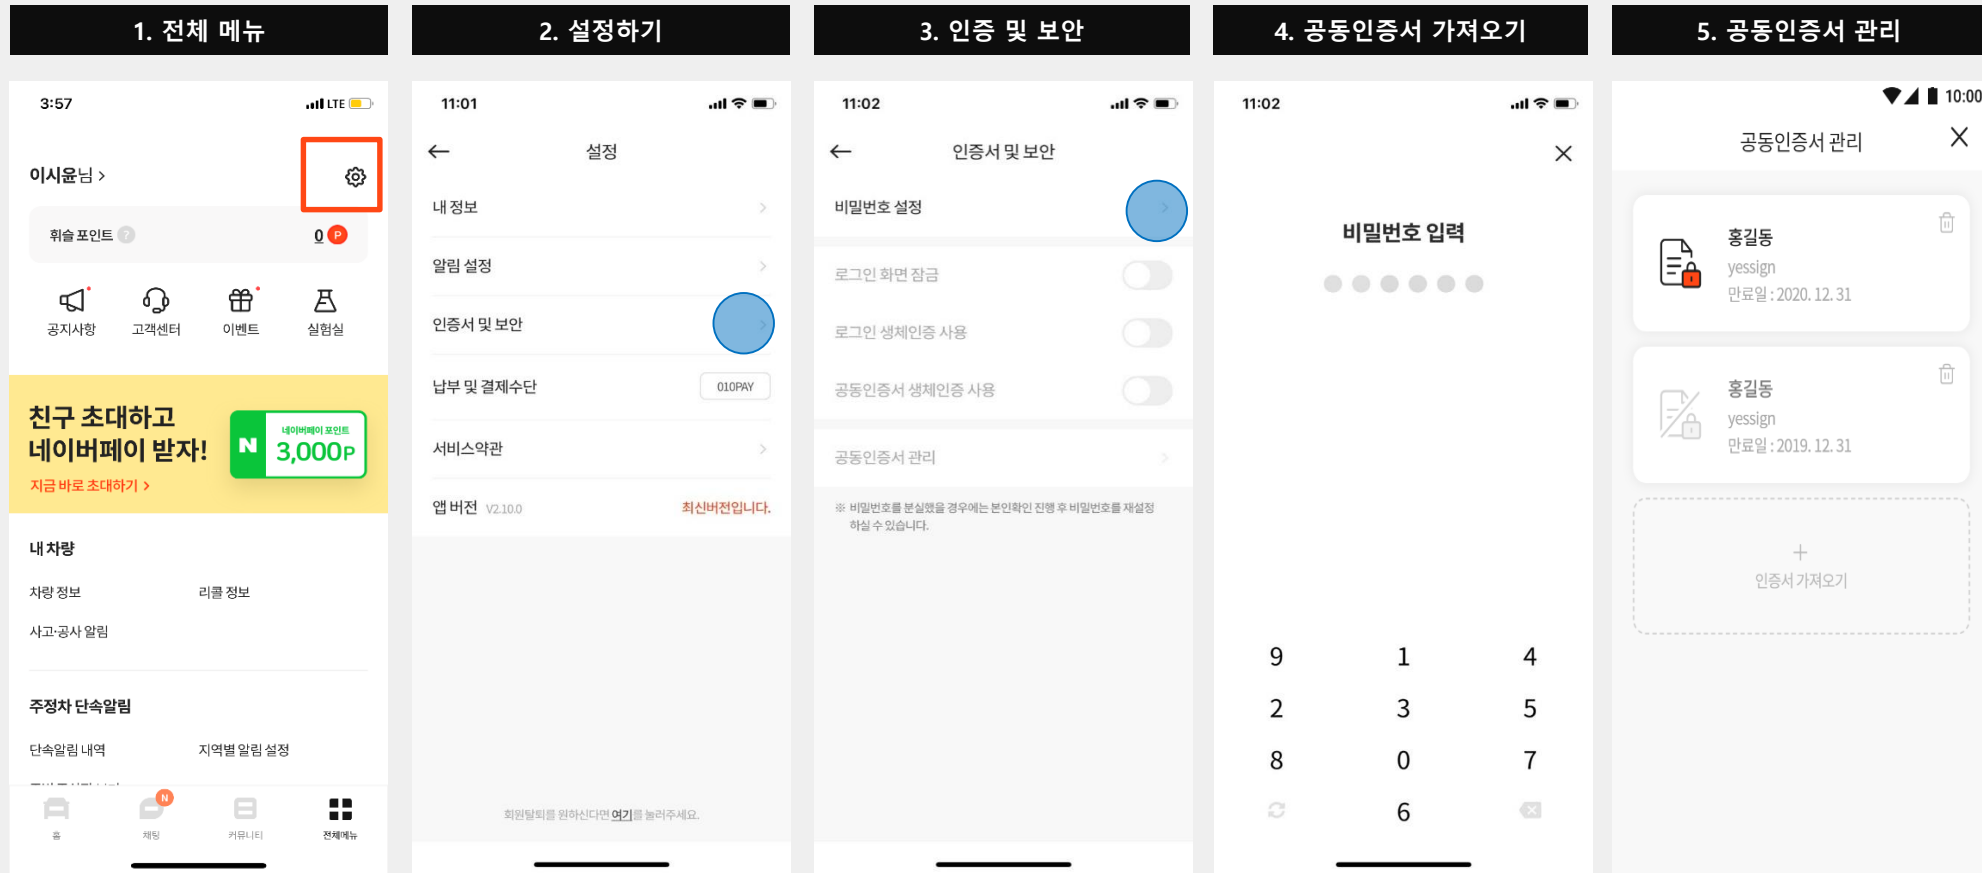 1. 전체 메뉴
3:57
LTE
이시윤님 >
휘슬 포인트 ?
0 P
공지사항
고객센터
이벤트
실험실
친구 초대하고
네이버페이 받자!
지금 바로 초대하기 >
N
네이버페이 포인트
3,000P
내 차량
차량 정보
리콜 정보
사고·공사 알림
주정차 단속알림
단속알림 내역
지역별 알림 설정
홈
N
채팅
커뮤니티
전체메뉴
2. 설정하기
11:01
설정
내 정보
알림 설정
인증서 및 보안
납부 및 결제수단
010PAY
서비스약관
앱 버전 V2.10.0
최신버전입니다.
회원탈퇴를 원하신다면 여기를 눌러주세요.
3. 인증 및 보안
11:02
인증서 및 보안
비밀번호 설정
로그인 화면 잠금
로그인 생체인증 사용
공동인증서 생체인증 사용
공동인증서 관리
※ 비밀번호를 분실했을 경우에는 본인확인 진행 후 비밀번호를 재설정
하실 수 있습니다.
4. 공동인증서 가져오기
11:02
비밀번호 입력
9 1 4
2 3 5
8 0 7
6
5. 공동인증서 관리
10:00
공동인증서 관리
홍길동
yessign
만료일 : 2020. 12. 31
홍길동
yessign
만료일 : 2019. 12. 31
+
인증서 가져오기